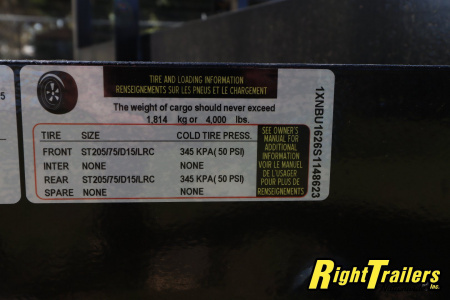 5
TIRE AND LOADING INFORMATION
RENSEIGNEMENTS SUR LES PNEUS ET LE CHARGEMENT
The weight of cargo should never exceed
1,814 kg or 4,000 lbs.
TIRE SIZE COLD TIRE PRESS.
FRONT ST205/75/D15/LRC 345 KPA( 50 PSI)
INTER NONE NONE
REAR ST205/75/D15/LRC 345 KPA( 50 PSI)
SPARE NONE NONE
SEE OWNER'S
MANUAL FOR
ADDITIONAL
INFORMATION
VOIR LE MANUEL
DE L'USAGER
POUR PLUS DE
RENSEIGNEMENTS
1XNBU1626S1148623
RightTrailers
Inc.